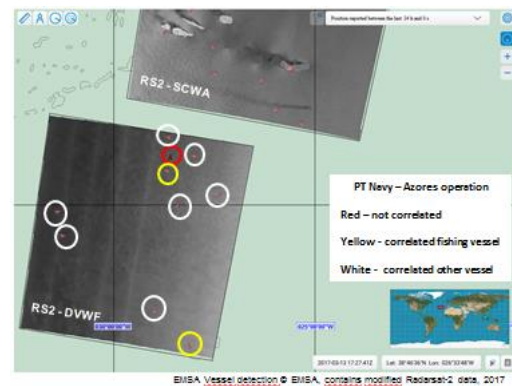 Position reported between the last 24 h and 0 s
RS2 - SCWA
PT Navy – Azores operation
Red – not correlated
Yellow - correlated fishing vessel
White - correlated other vessel
RS2 - DVWF
2017-03-13 17:27:41Z
EMSA Vessel detection © EMSA, contains modified Radarsat-2 data, 2017